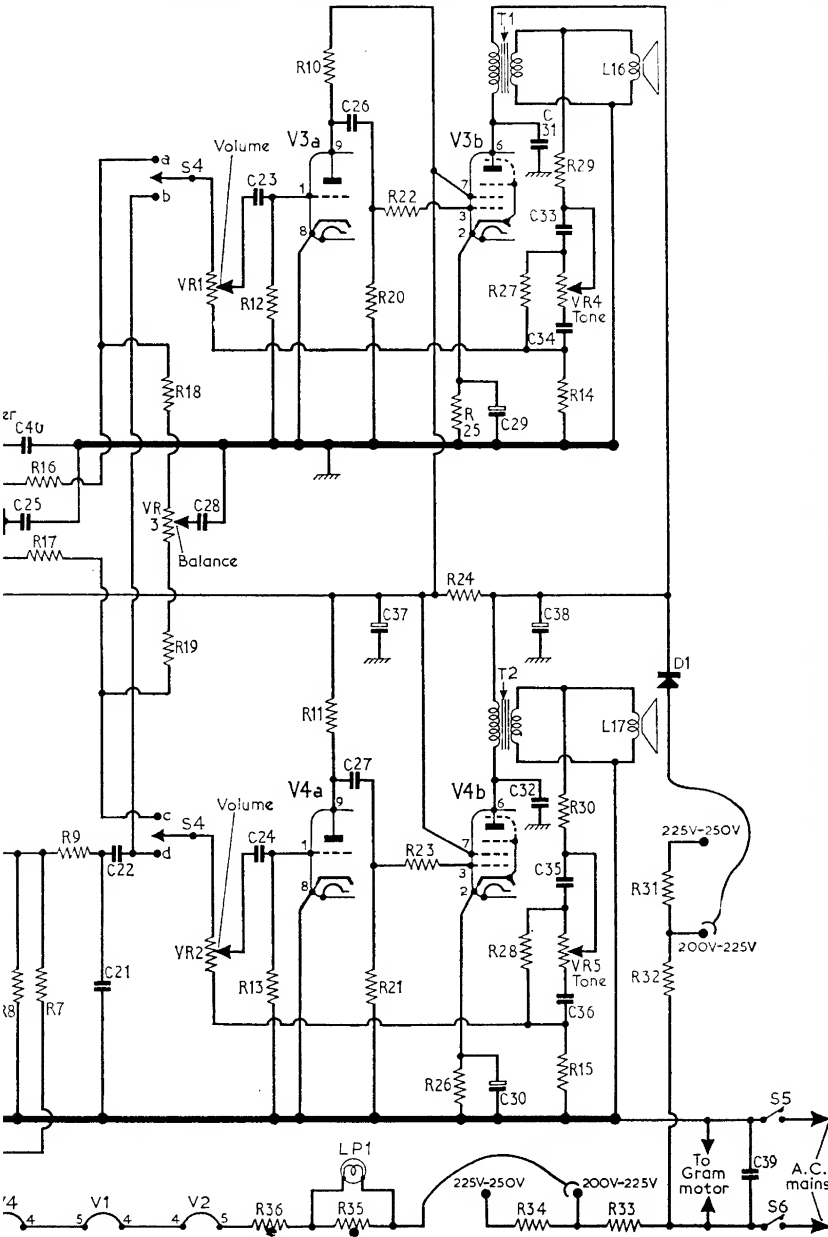 T1
R10
L16
C26
C
31
V3a
9
V3b
6
Volume
a
S4
b
C23
1
R22
7
3
R29
C33
8
2
VR1
R12
R20
R27
VR4
Tone
C34
R18
R
25
C29
R14
er
C40
R16
C25
VR
3
C28
R17
Balance
R24
C37
C38
R19
D1
T2
R11
L17
C27
V4a
9
V4b
6
C32
Volume
c
S4
d
R9
C22
C24
1
R23
7
3
R30
C35
225V-250V
R31
8
2
200V-225V
VR2
R28
VR5
Tone
R32
C21
R8
R7
R13
R21
C36
R26
C30
R15
S5
LP1
To
Gram
motor
C39
A.C.
mains
225V-250V
200V-225V
V4
4
5
V1
4
4
V2
5
R36
R35
R34
R33
S6